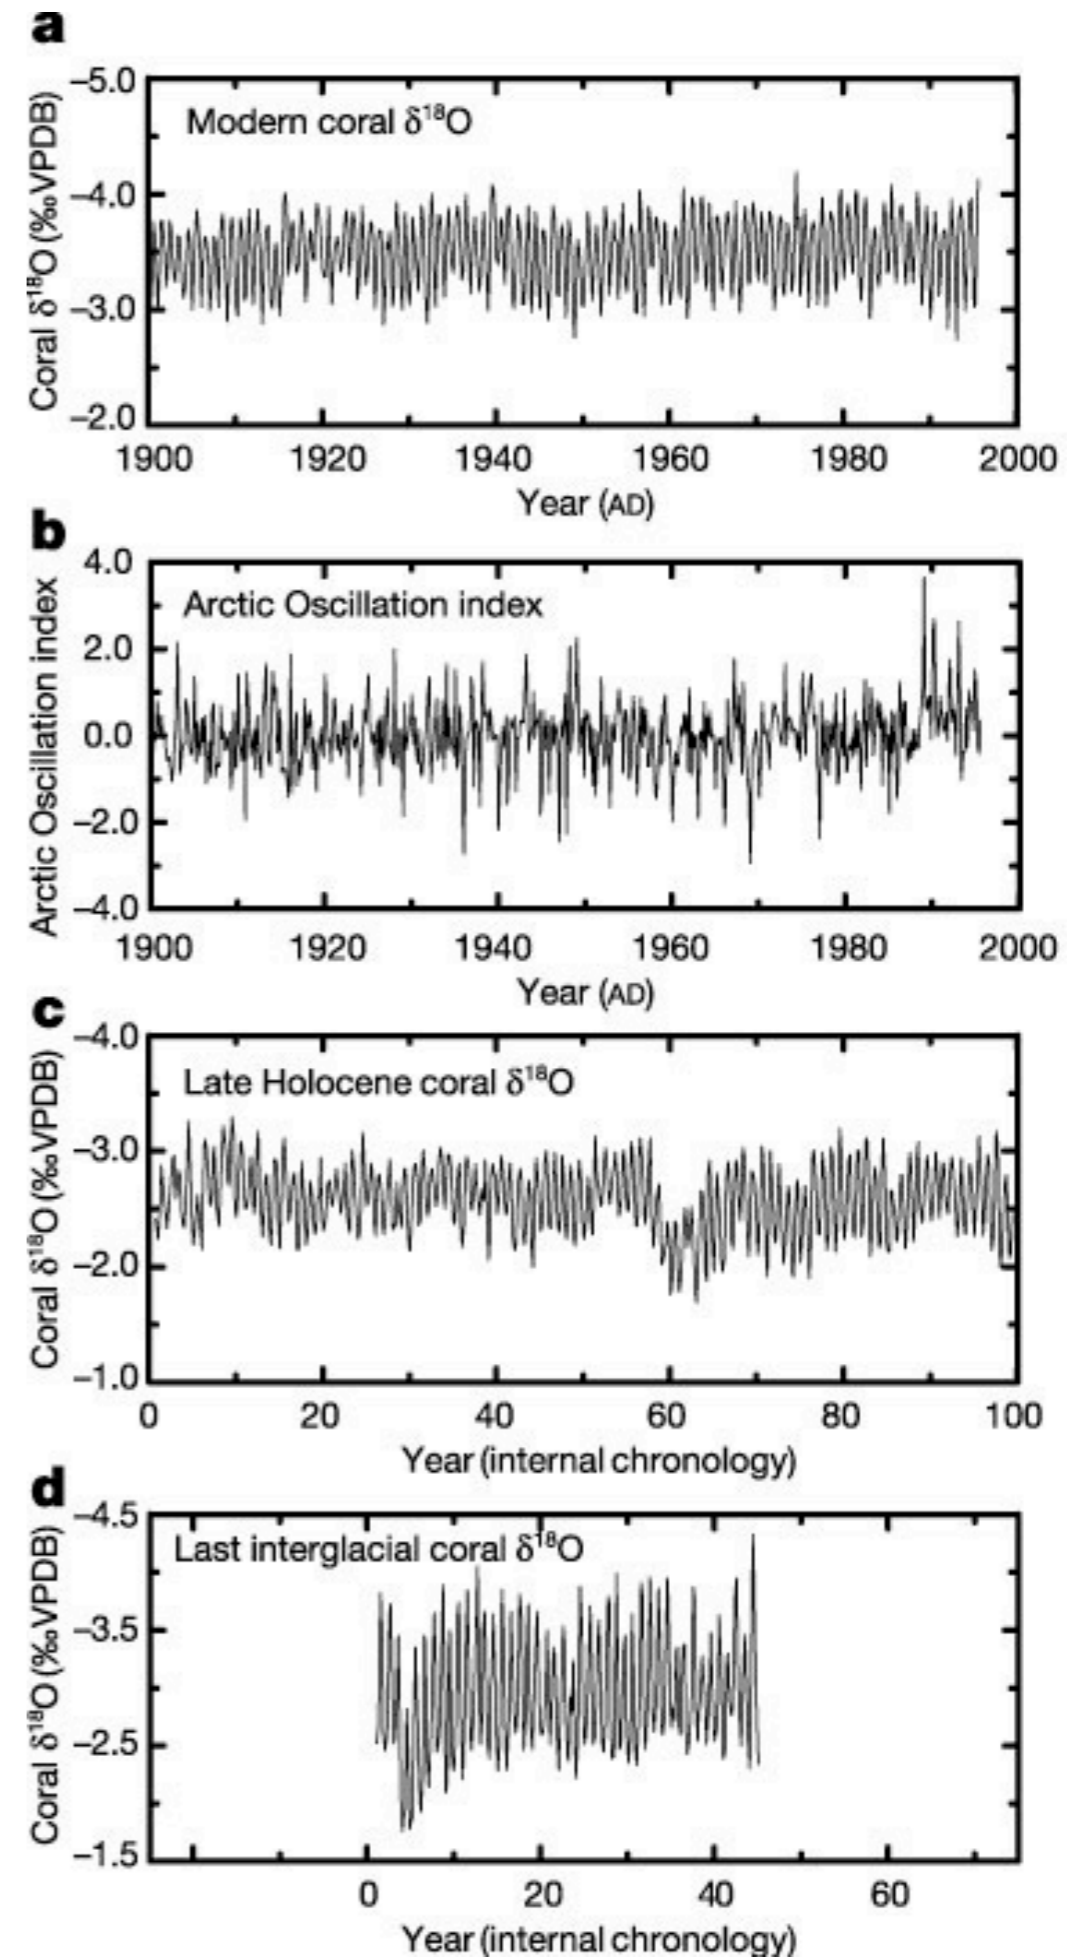 a
Coral δ¹⁸O (‰ VPDB)
Modern coral δ¹⁸O
–5.0
–4.0
–3.0
–2.0
1900 1920 1940 1960 1980 2000
Year (AD)
b
Arctic Oscillation index
Arctic Oscillation index
4.0
2.0
0.0
–2.0
–4.0
1900 1920 1940 1960 1980 2000
Year (AD)
c
Coral δ¹⁸O (‰ VPDB)
Late Holocene coral δ¹⁸O
–4.0
–3.0
–2.0
–1.0
0 20 40 60 80 100
Year (internal chronology)
d
Coral δ¹⁸O (‰ VPDB)
Last interglacial coral δ¹⁸O
–4.5
–3.5
–2.5
–1.5
0 20 40 60
Year (internal chronology)